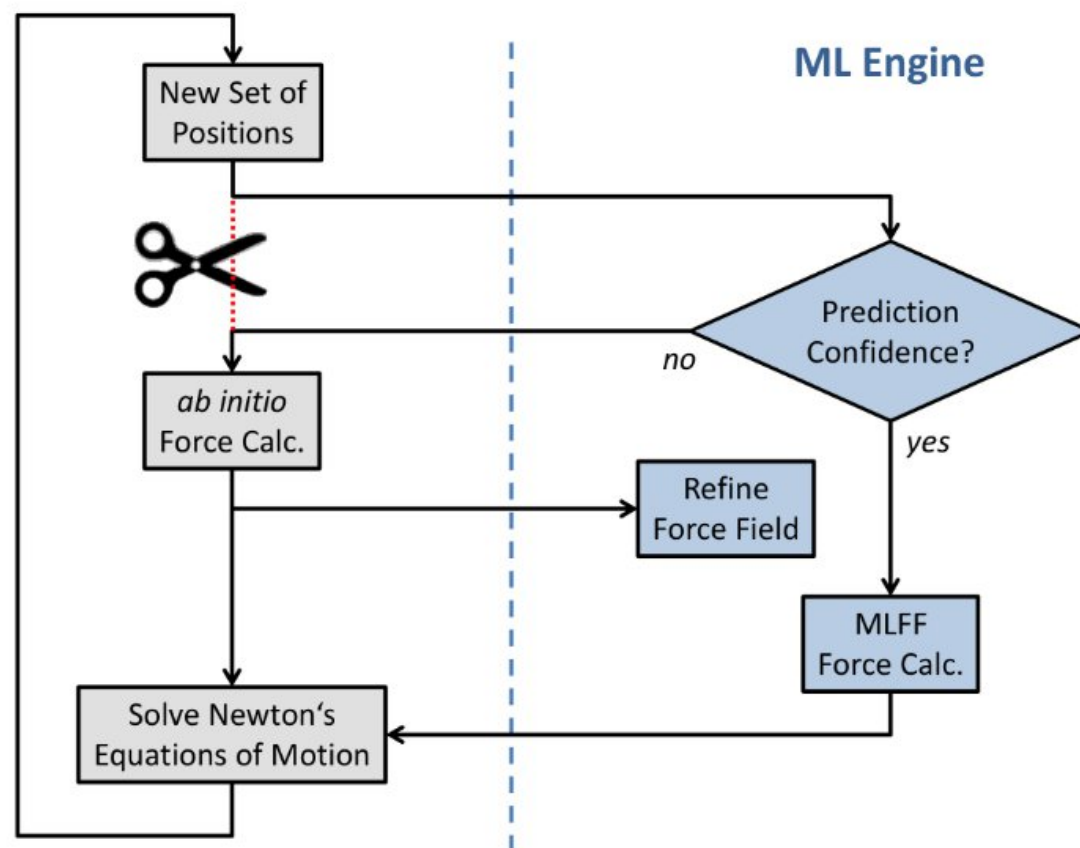 ML Engine
New Set of
Positions
Prediction
Confidence?
no
yes
ab initio
Force Calc.
Refine
Force Field
MLFF
Force Calc.
Solve Newton‘s
Equations of Motion